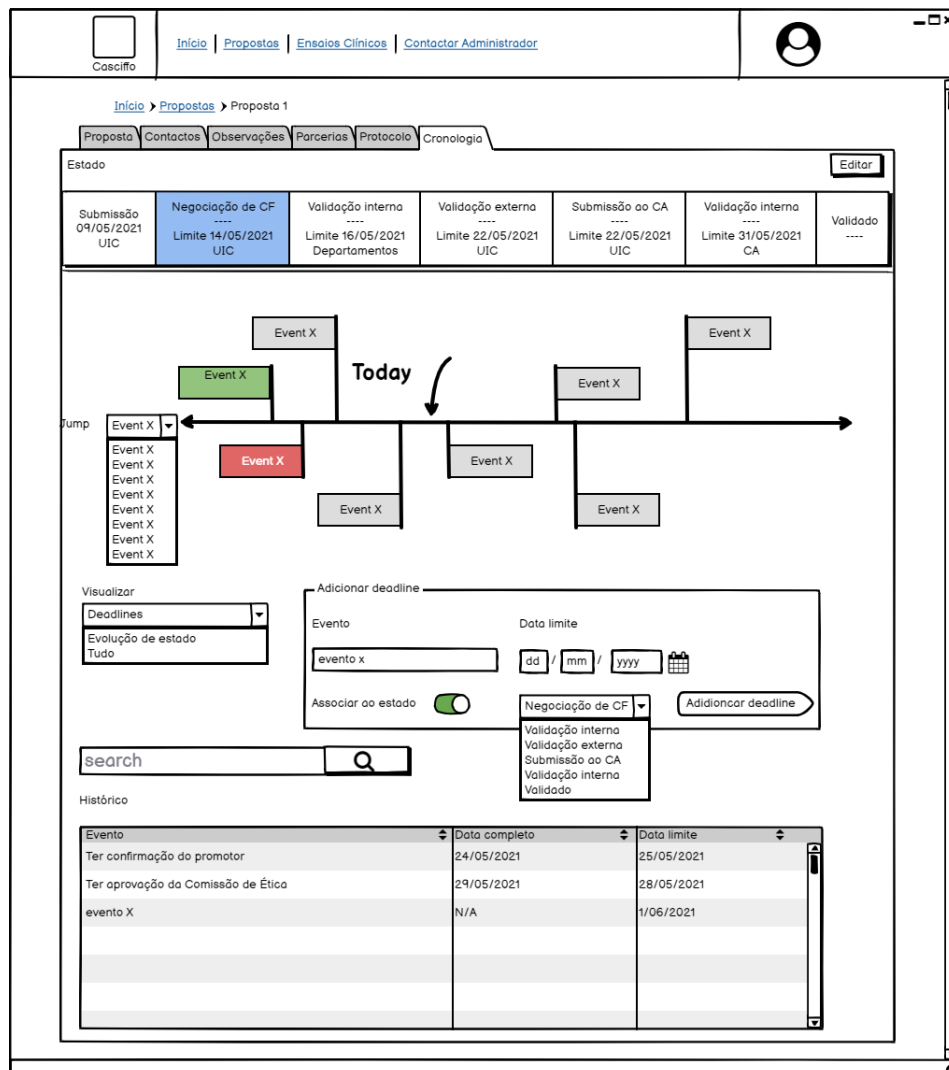 Casciffo
Início | Propostas | Ensaios Clínicos | Contactar Administrador
Início > Propostas > Proposta 1
Proposta Contactos Observações Parcerias Protocolo Cronologia
Estado
Editar
Submissão
09/05/2021
UIC
Negociação de CF
----
Limite 14/05/2021
UIC
Validação interna
----
Limite 16/05/2021
Departamentos
Validação externa
----
Limite 22/05/2021
UIC
Submissão ao CA
----
Limite 22/05/2021
UIC
Validação interna
----
Limite 31/05/2021
CA
Validado
----
Event X
Event X
Event X
Today
Event X
Jump
Event X
Event X
Event X
Event X
Event X
Event X
Event X
Event X
Event X
Event X
Event X
Event X
Event X
Visualizar
Deadlines
Evolução de estado
Tudo
Adicionar deadline
Evento
Data limite
evento x
dd / mm / yyyy
Associar ao estado
Negociação de CF
Adidioncar deadline
Validação interna
Validação externa
Submissão ao CA
Validação interna
Validado
search
Histórico
Evento Data completo Data limite
Ter confirmação do promotor 24/05/2021 25/05/2021
Ter aprovação da Comissão de Ética 29/05/2021 28/05/2021
evento X N/A 1/06/2021